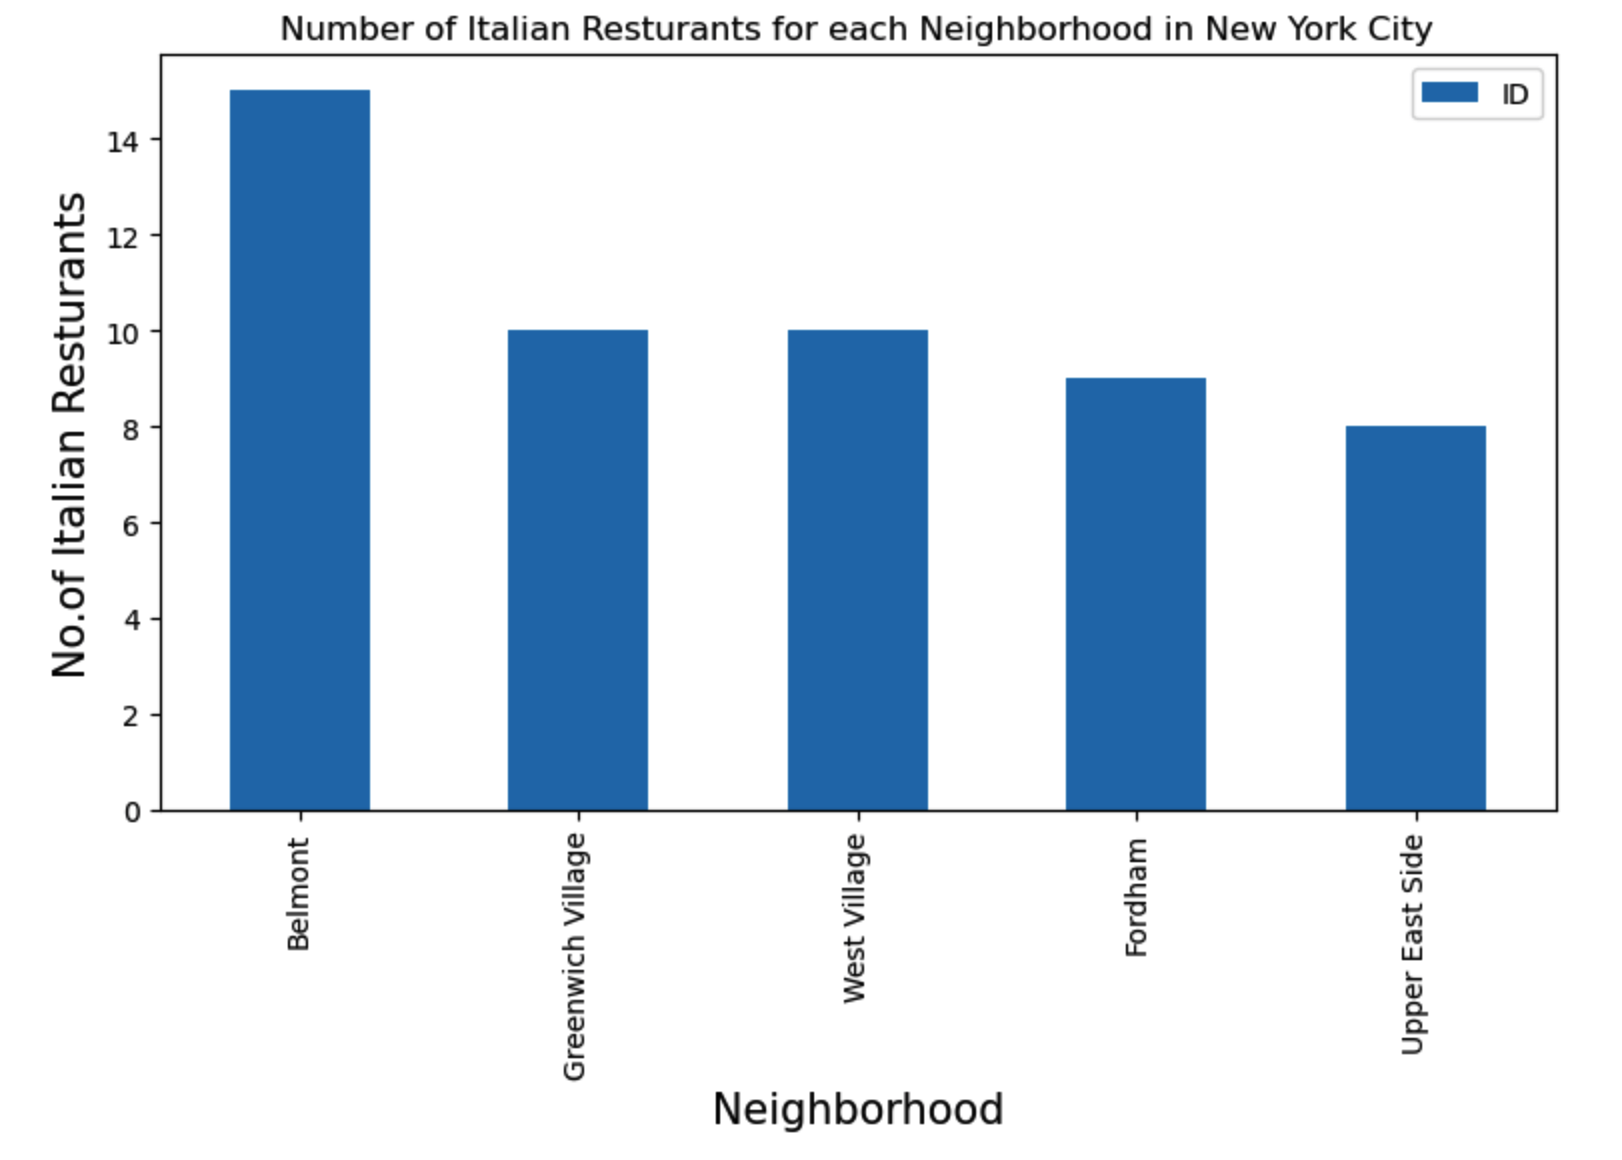 Number of Italian Resturants for each Neighborhood in New York City
ID
No.of Italian Resturants
14
12
10
8
6
4
2
0
Belmont
Greenwich Village
West Village
Fordham
Upper East Side
Neighborhood